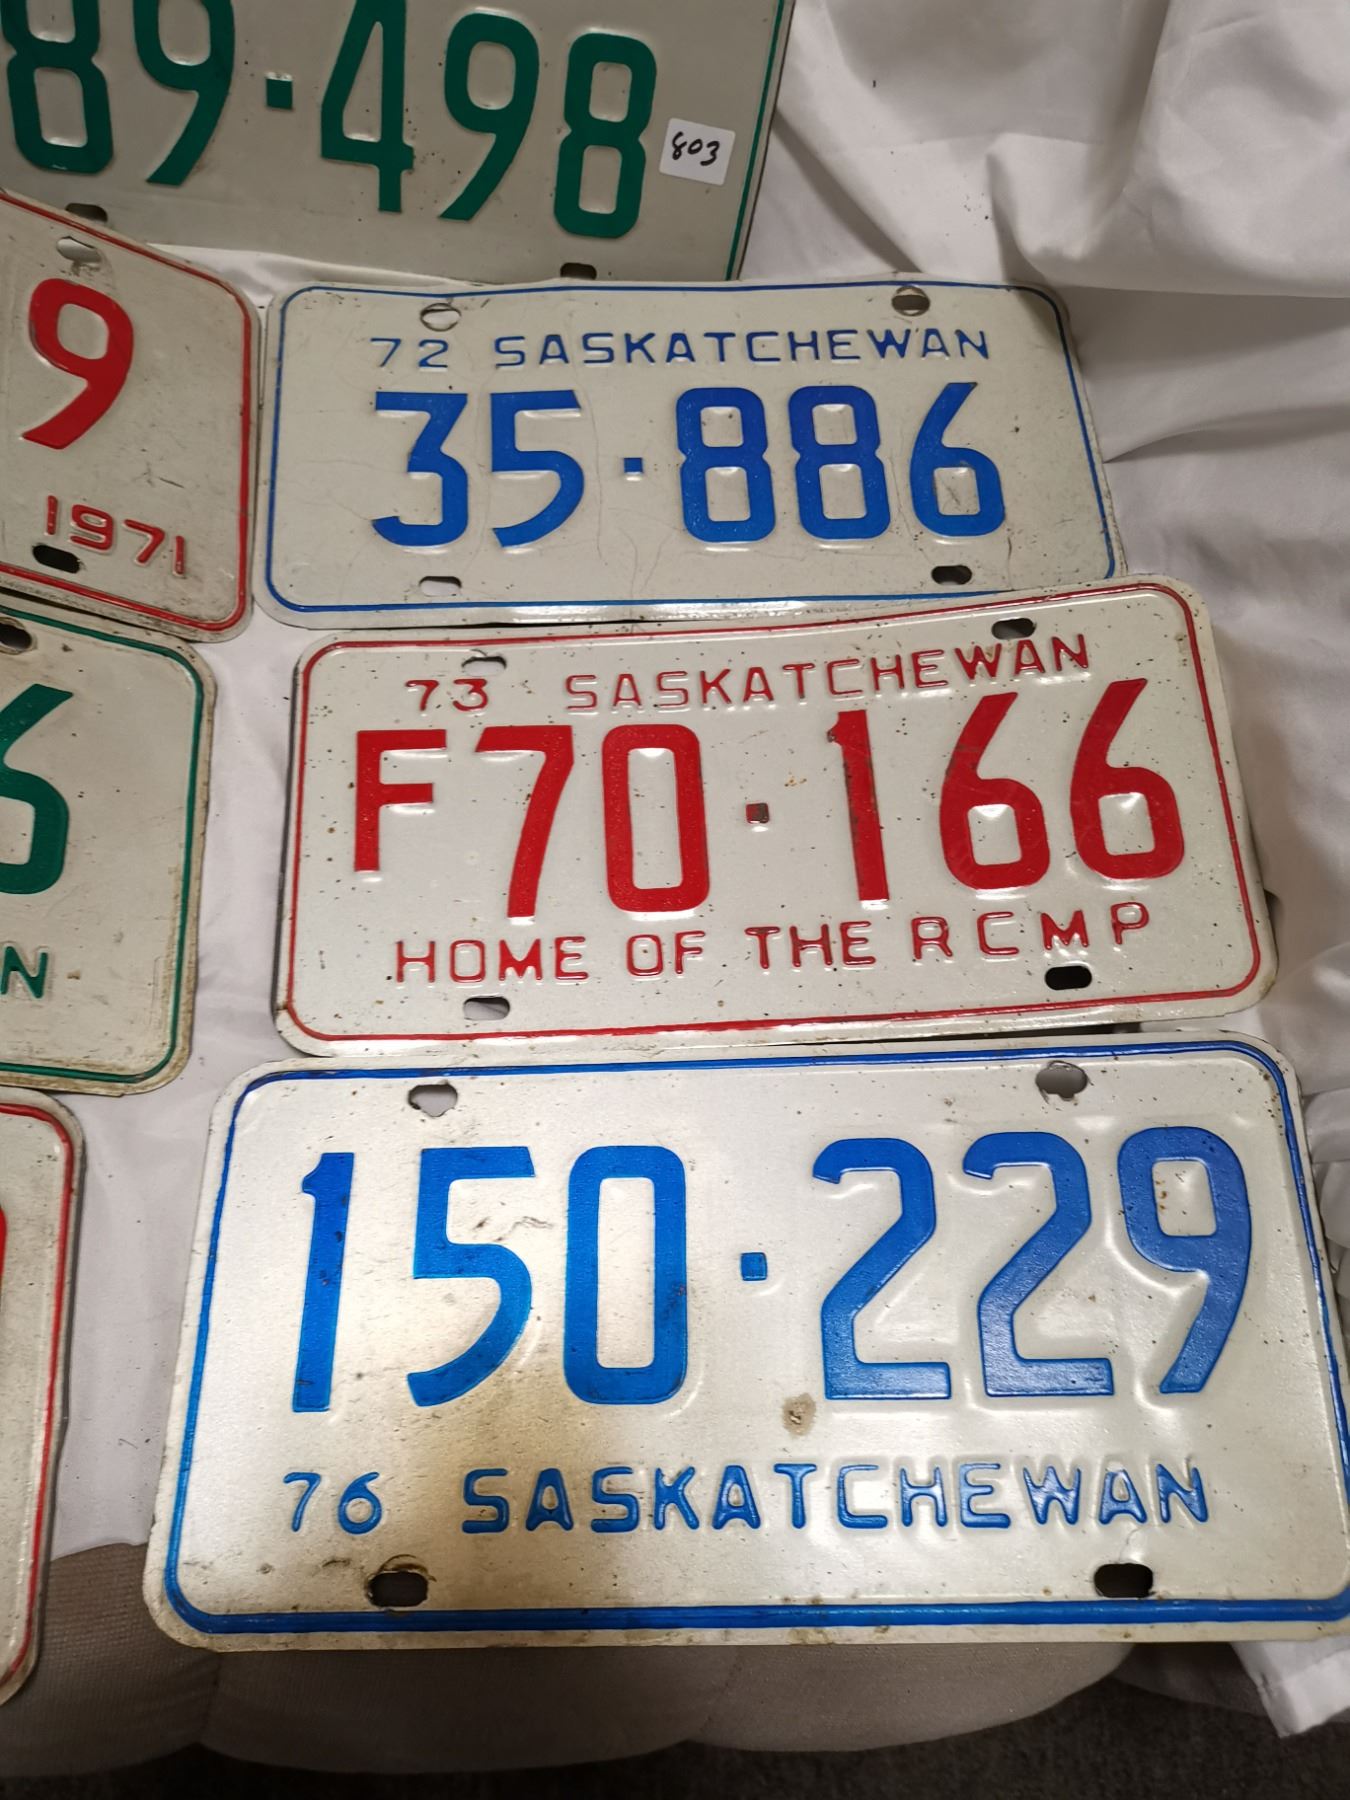 89·498
803
9
1971
72 SASKATCHEWAN
35·886
6
N
73 SASKATCHEWAN
F70·166
HOME OF THE R C M P
150·229
76 SASKATCHEWAN